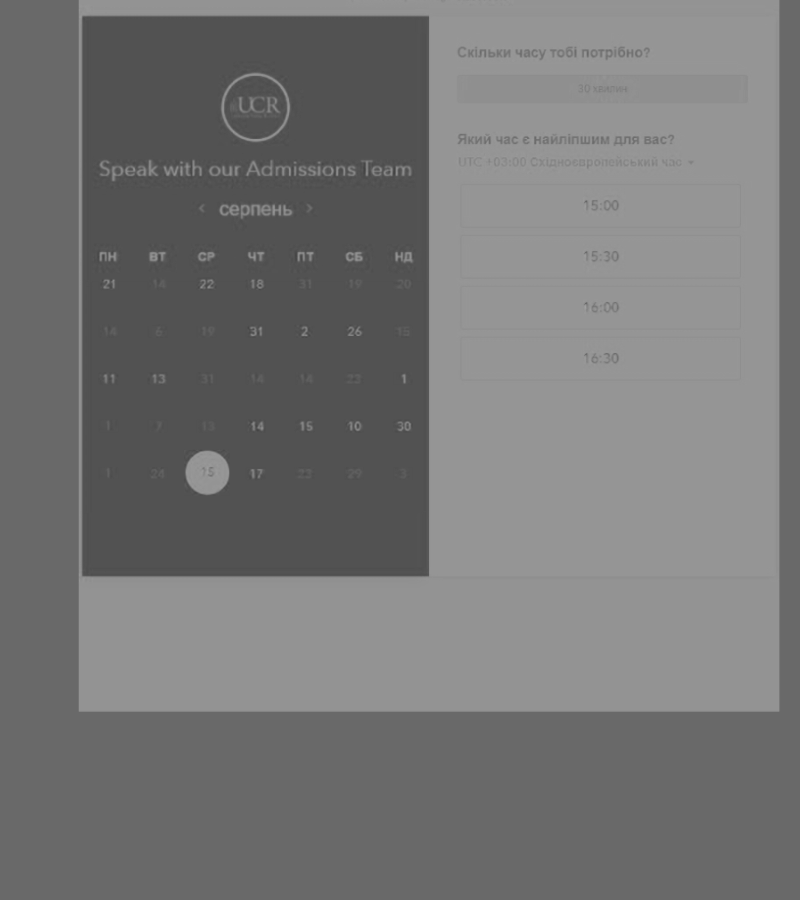 UCR
Speak with our Admissions Team
< серпень >
ПН ВТ СР ЧТ ПТ СБ НД
21 14 22 18 31 19 20
14 6 19 31 2 26 15
11 13 31 14 14 22 1
1 7 13 14 15 10 30
1 24 15 17 22 29 3
Скільки часу тобі потрібно?
30 хвилин
Який час є найліпшим для вас?
UTC +03:00 Східноєвропейський час
15:00
15:30
16:00
16:30